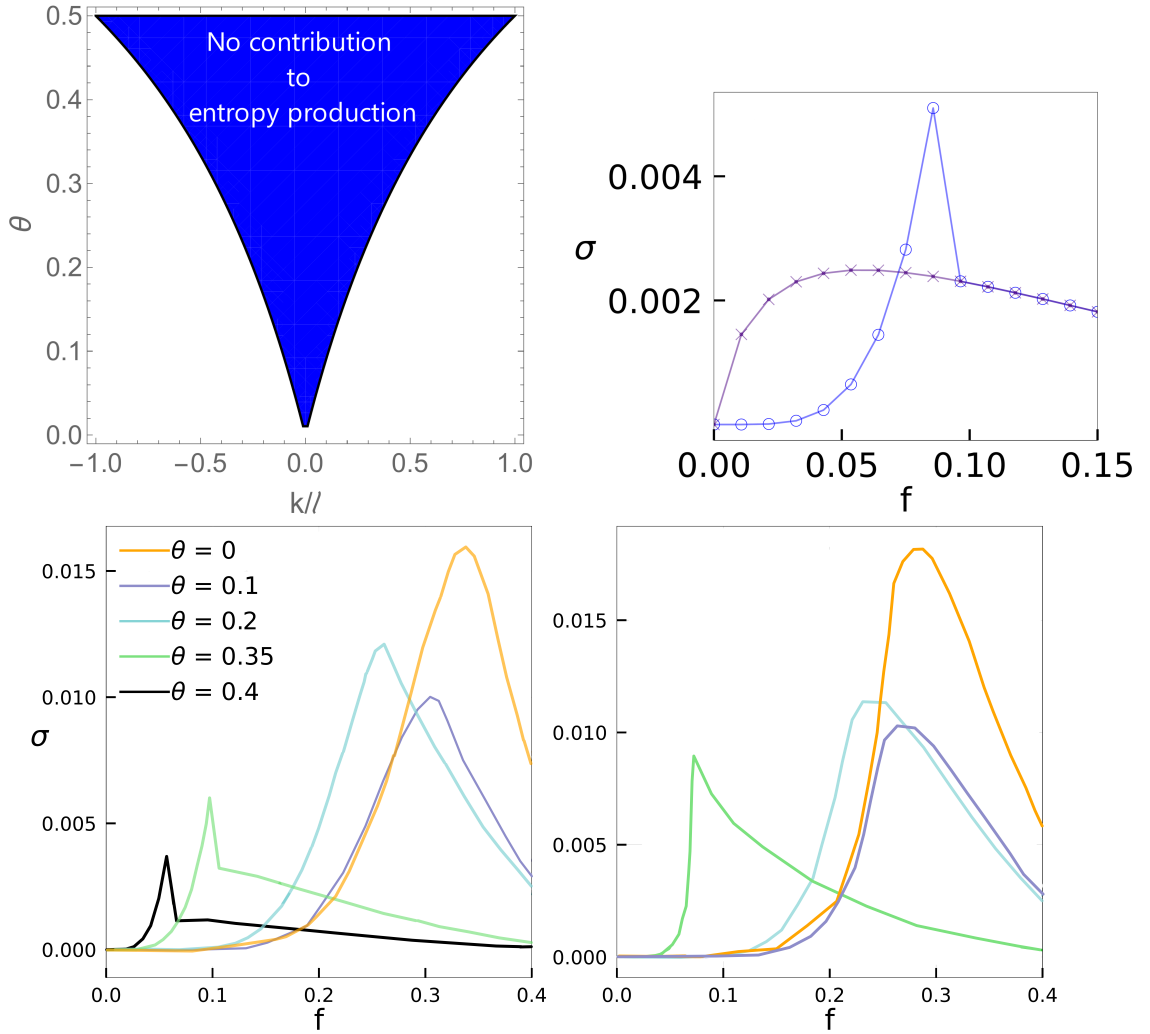 0.5
0.4
0.3
0.2
0.1
0.0
θ
No contribution
to
entropy production
−1.0 −0.5 0.0 0.5 1.0
k//l
σ
0.004
0.002
0.00 0.05 0.10 0.15
f
σ
0.015
0.010
0.005
0.000
θ = 0
θ = 0.1
θ = 0.2
θ = 0.35
θ = 0.4
0.0 0.1 0.2 0.3 0.4
f
0.015
0.010
0.005
0.000
0.0 0.1 0.2 0.3 0.4
f